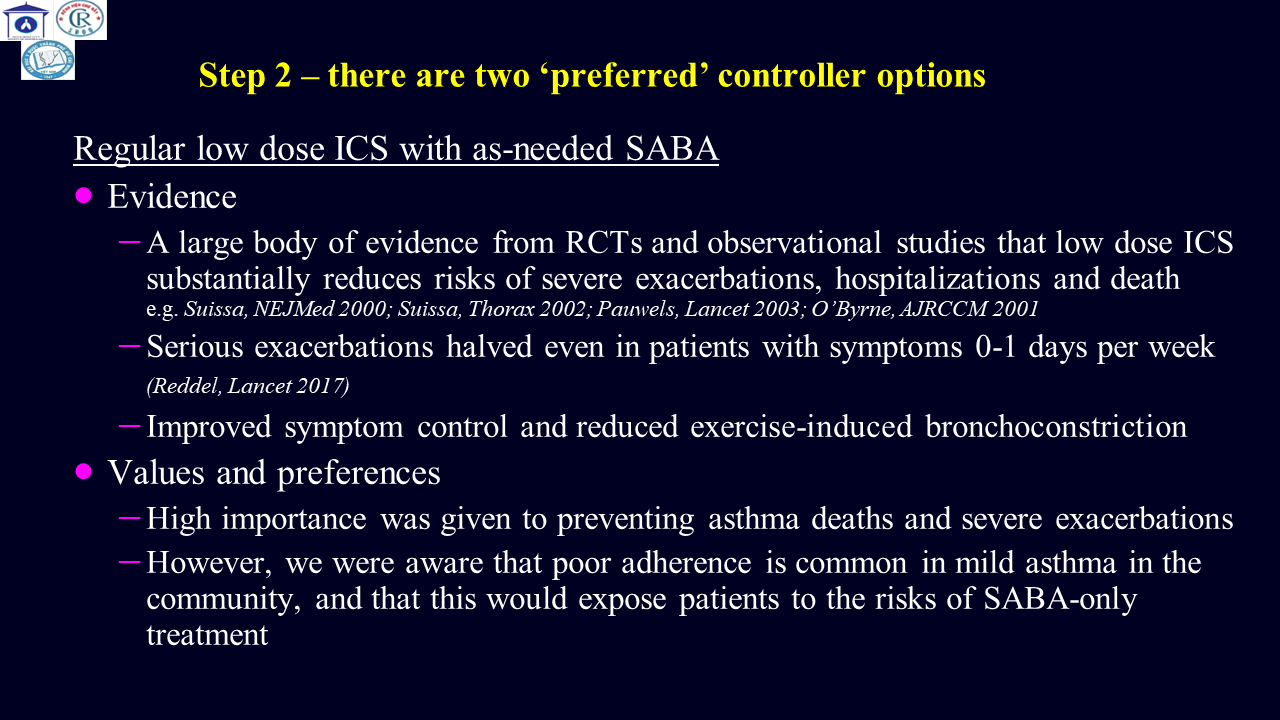 Step 2 – there are two ‘preferred’ controller options
Regular low dose ICS with as-needed SABA
● Evidence
– A large body of evidence from RCTs and observational studies that low dose ICS
substantially reduces risks of severe exacerbations, hospitalizations and death
e.g. Suissa, NEJMed 2000; Suissa, Thorax 2002; Pauwels, Lancet 2003; O’Byrne, AJRCCM 2001
– Serious exacerbations halved even in patients with symptoms 0-1 days per week
(Reddel, Lancet 2017)
– Improved symptom control and reduced exercise-induced bronchoconstriction
● Values and preferences
– High importance was given to preventing asthma deaths and severe exacerbations
– However, we were aware that poor adherence is common in mild asthma in the
community, and that this would expose patients to the risks of SABA-only
treatment